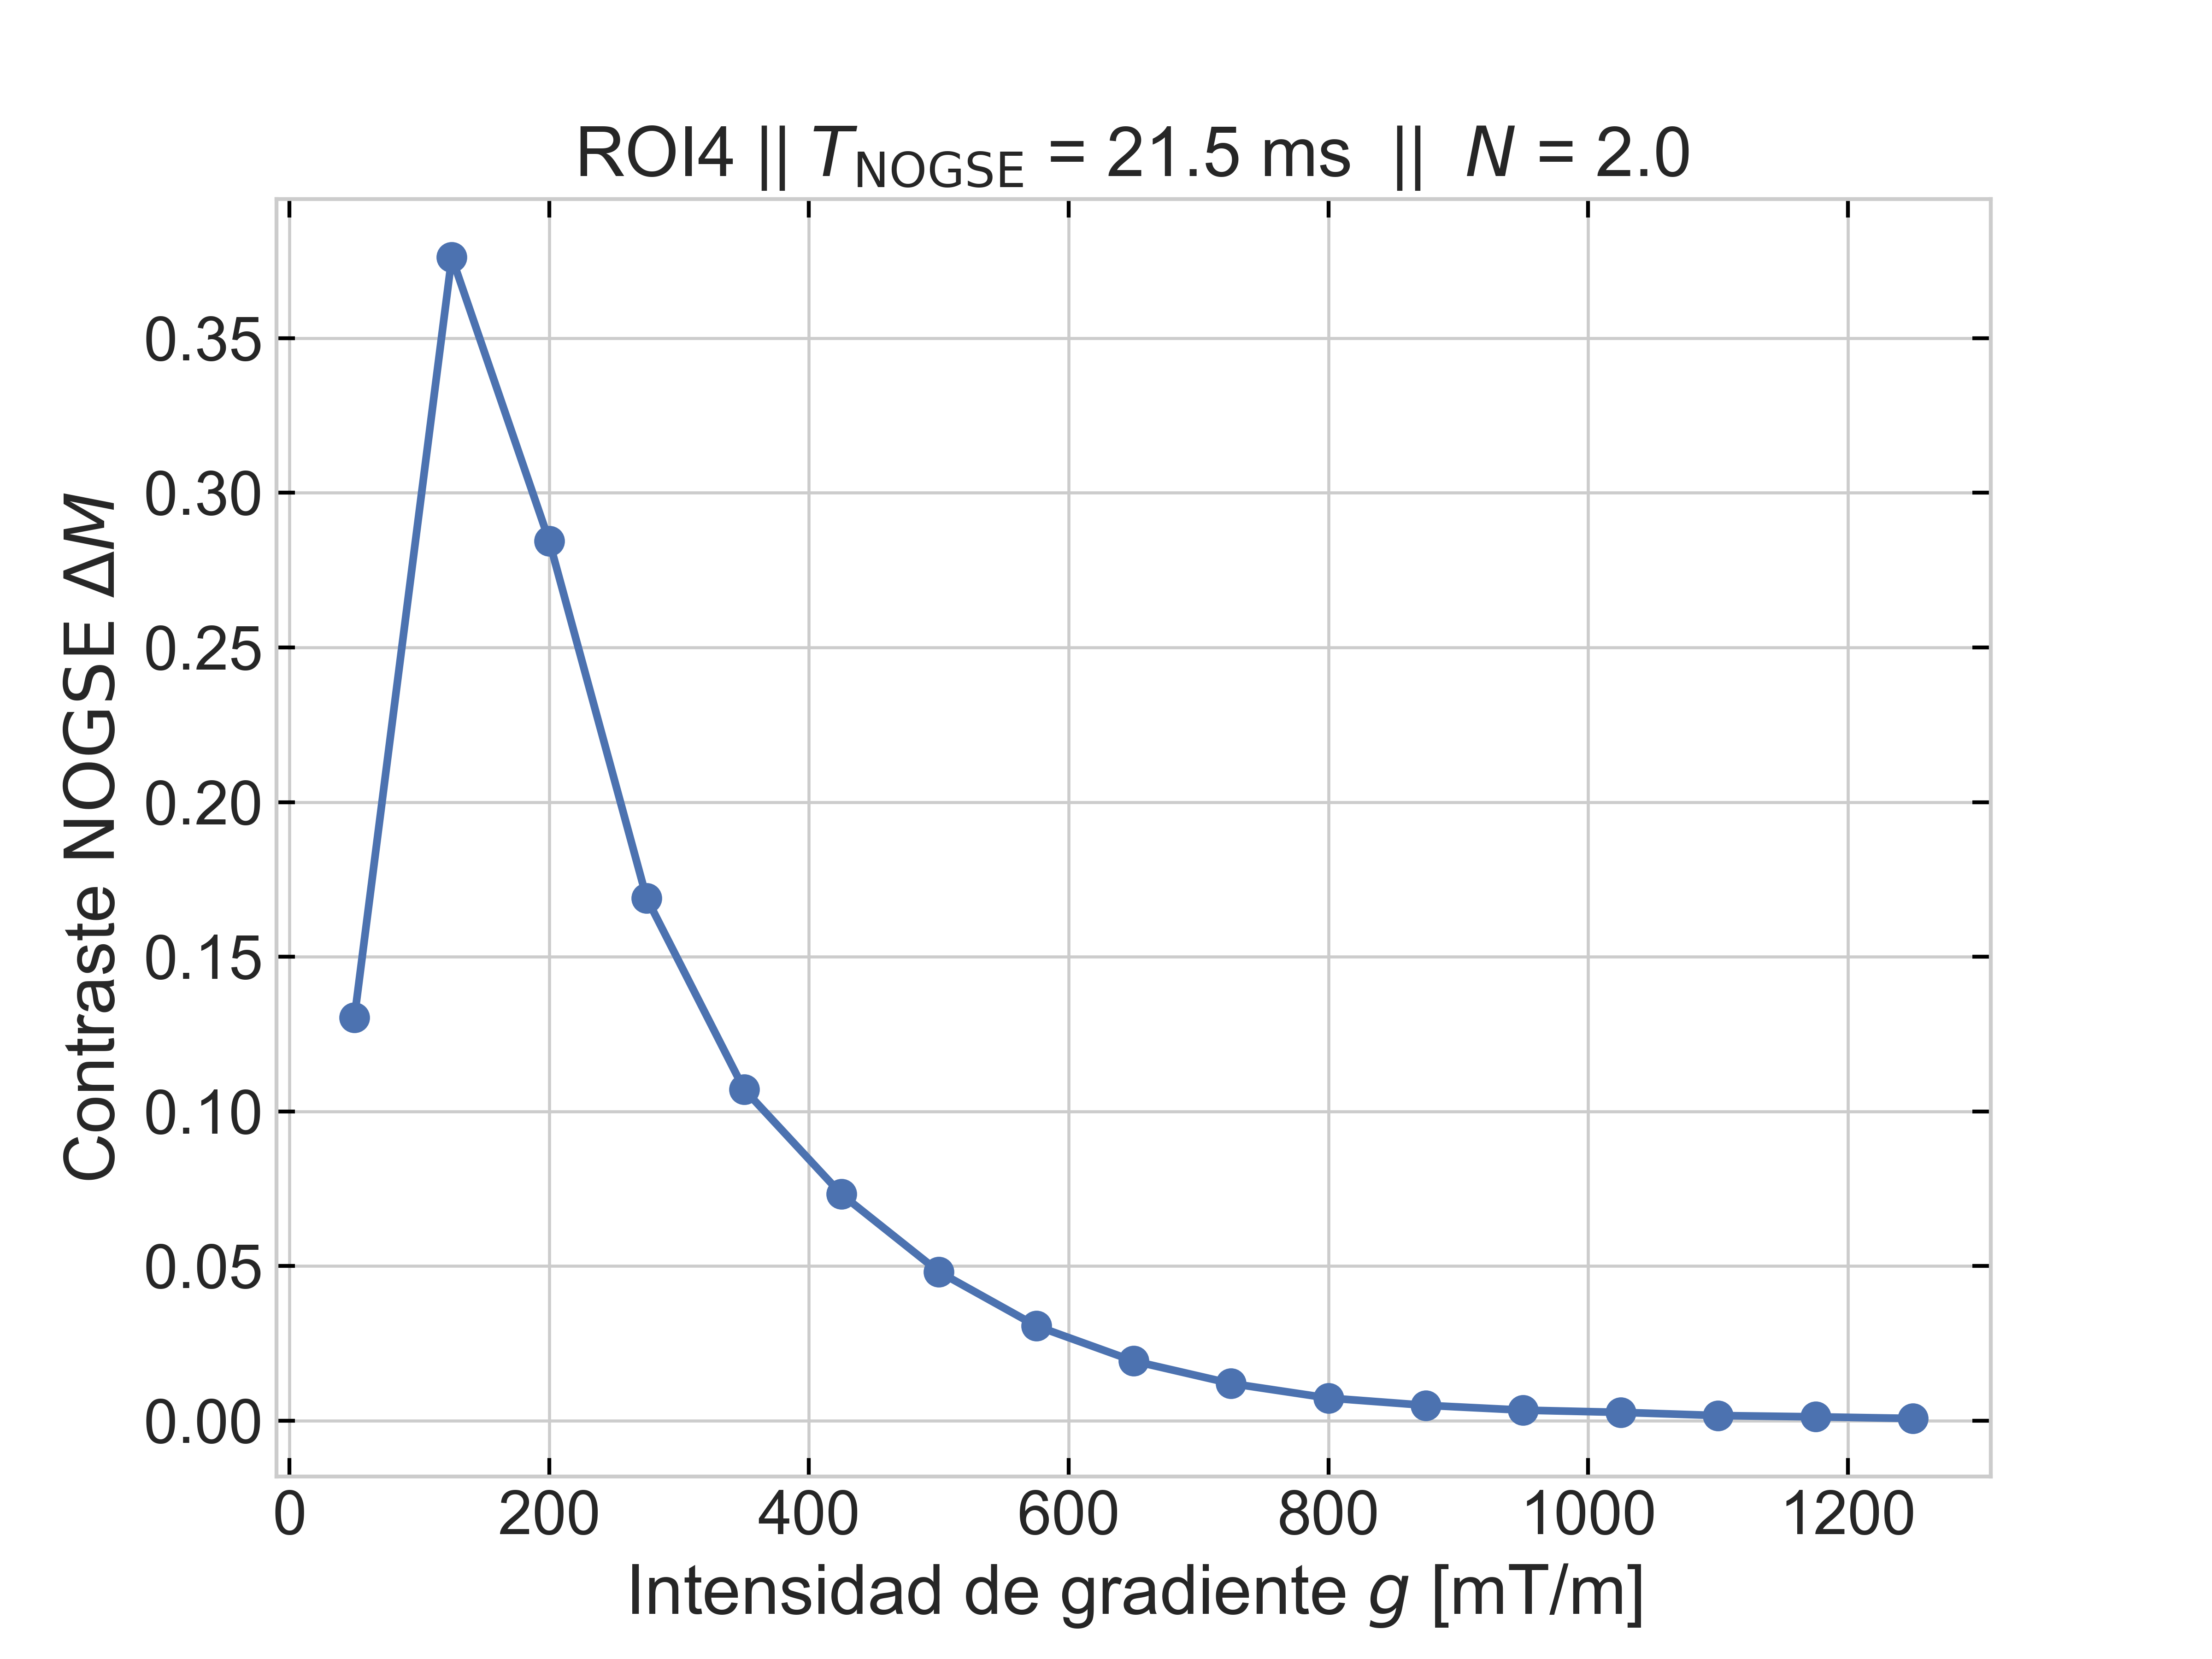 ROI4 || T_NOGSE = 21.5 ms || N = 2.0
Contraste NOGSE ΔM
0.35
0.30
0.25
0.20
0.15
0.10
0.05
0.00
0 200 400 600 800 1000 1200
Intensidad de gradiente g [mT/m]